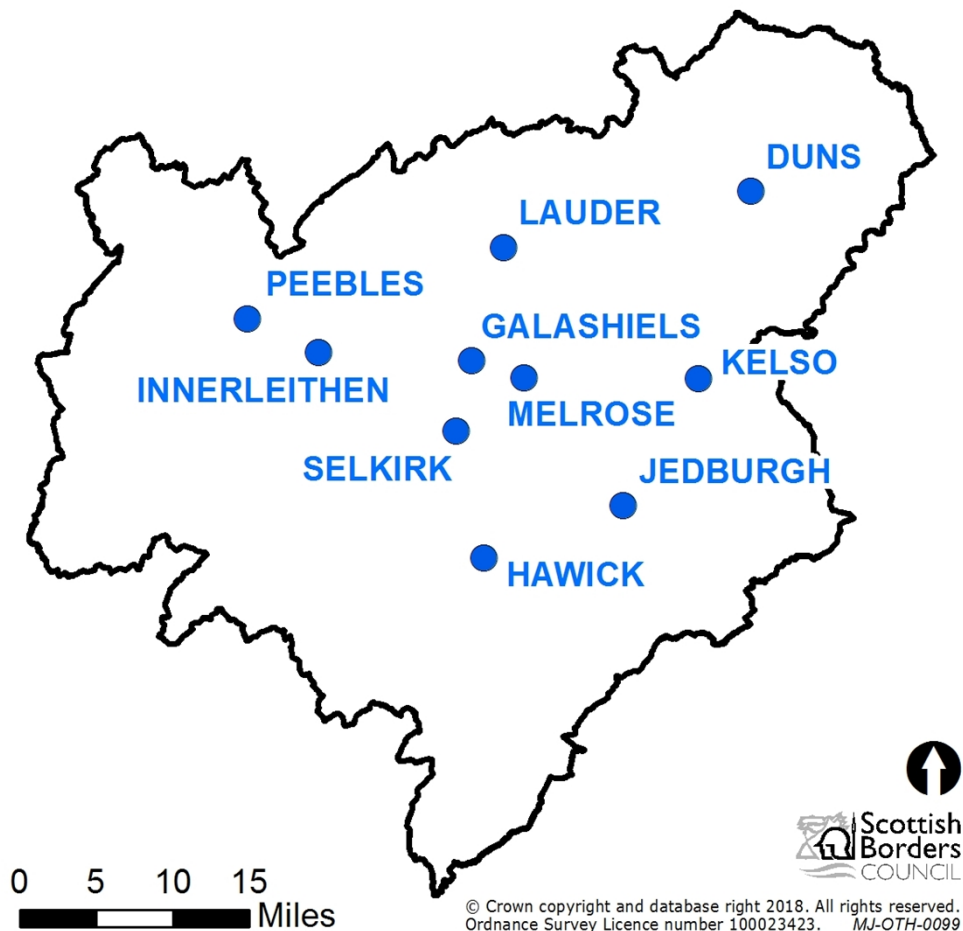 DUNS
LAUDER
PEEBLES
GALASHIELS
KELSO
INNERLEITHEN
MELROSE
SELKIRK
JEDBURGH
HAWICK
Scottish
Borders
COUNCIL
0 5 10 15
Miles
© Crown copyright and database right 2018. All rights reserved.
Ordnance Survey Licence number 100023423. MJ-OTH-0099